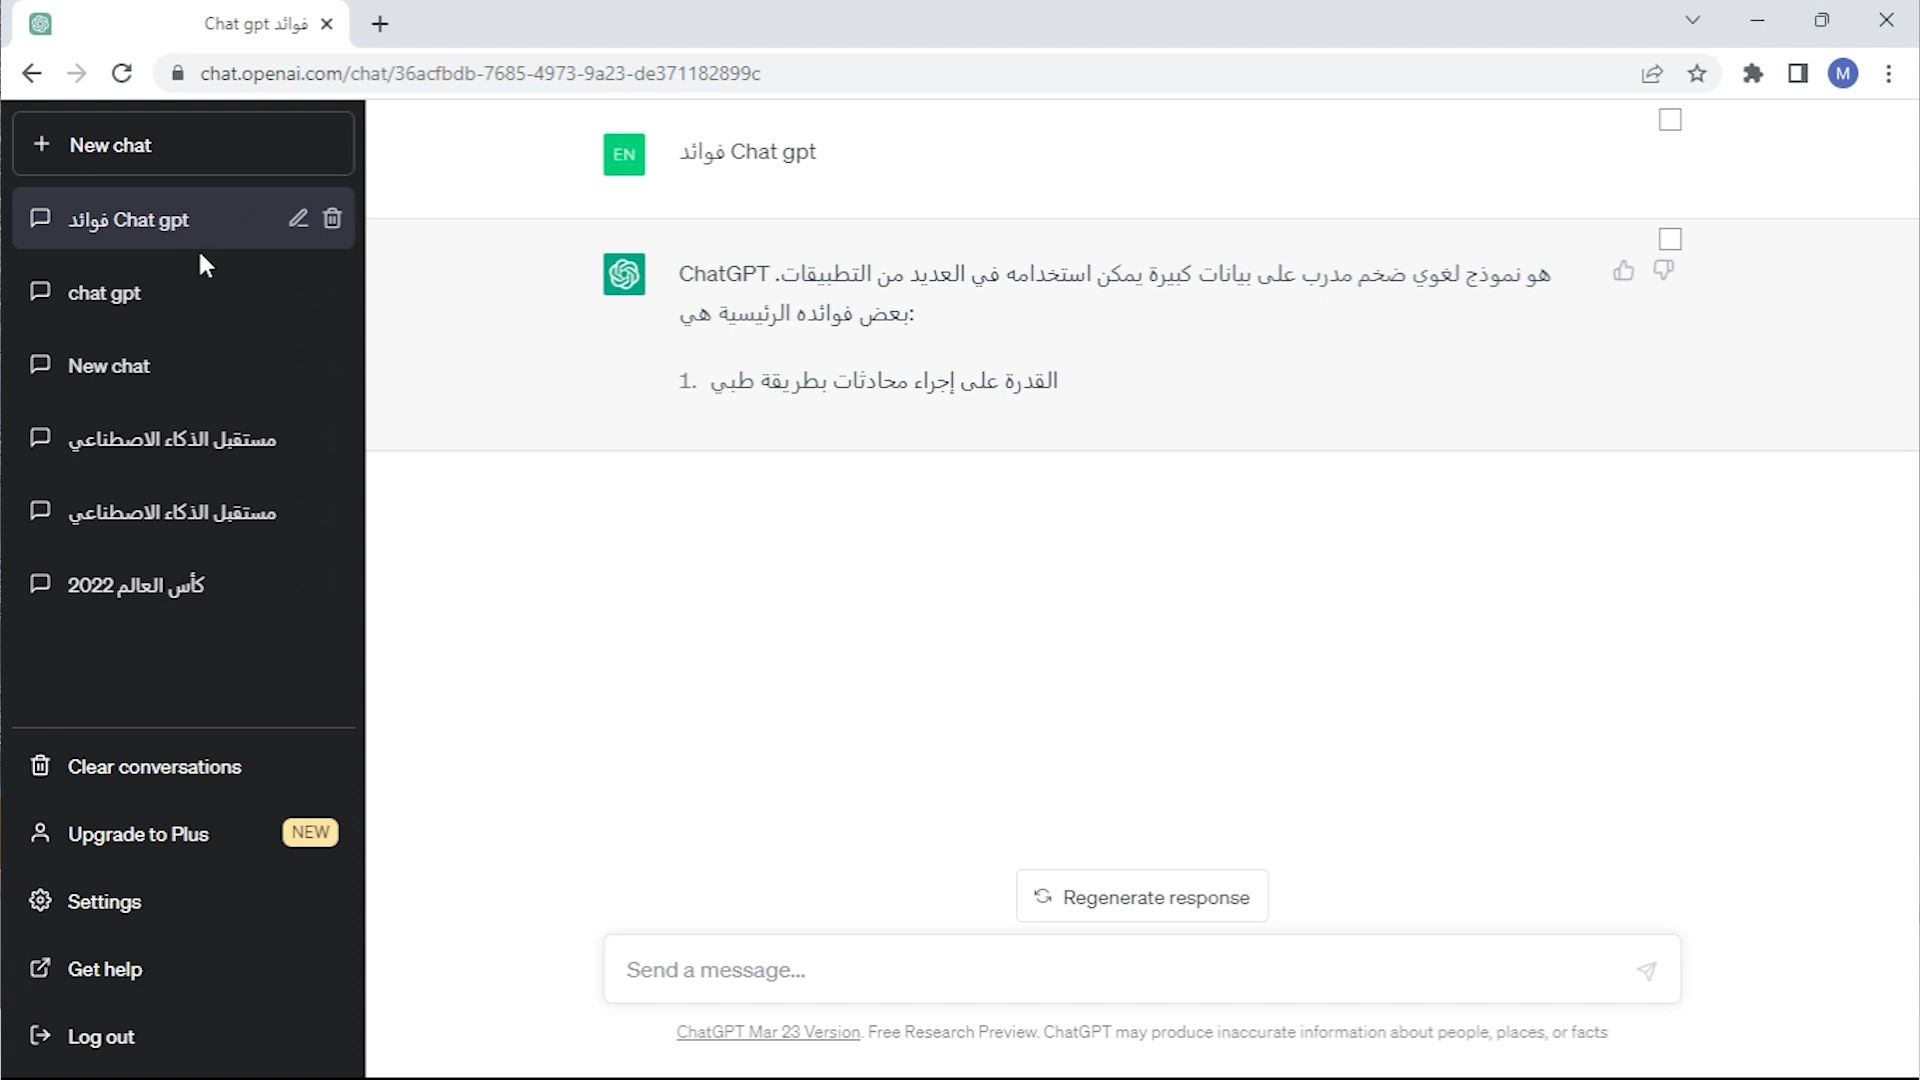 فوائد Chat gpt
chat.openai.com/chat/36acfbdb-7685-4973-9a23-de371182899c
M
New chat
فوائد Chat gpt
chat gpt
New chat
مستقبل الذكاء الاصطناعي
مستقبل الذكاء الاصطناعي
كأس العالم 2022
Clear conversations
Upgrade to Plus NEW
Settings
Get help
Log out
EN
فوائد Chat gpt
ChatGPT هو نموذج لغوي ضخم مدرب على بيانات كبيرة يمكن استخدامه في العديد من التطبيقات.
بعض فوائده الرئيسية هي:
1. القدرة على إجراء محادثات بطريقة طبي
Regenerate response
Send a message...
ChatGPT Mar 23 Version. Free Research Preview. ChatGPT may produce inaccurate information about people, places, or facts